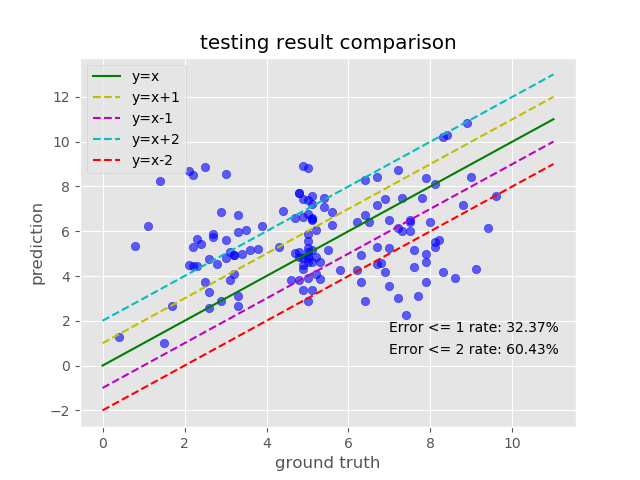 testing result comparison
y=x
y=x+1
y=x-1
y=x+2
y=x-2
12
10
8
6
4
2
0
−2
prediction
Error <= 1 rate: 32.37%
Error <= 2 rate: 60.43%
0 2 4 6 8 10
ground truth